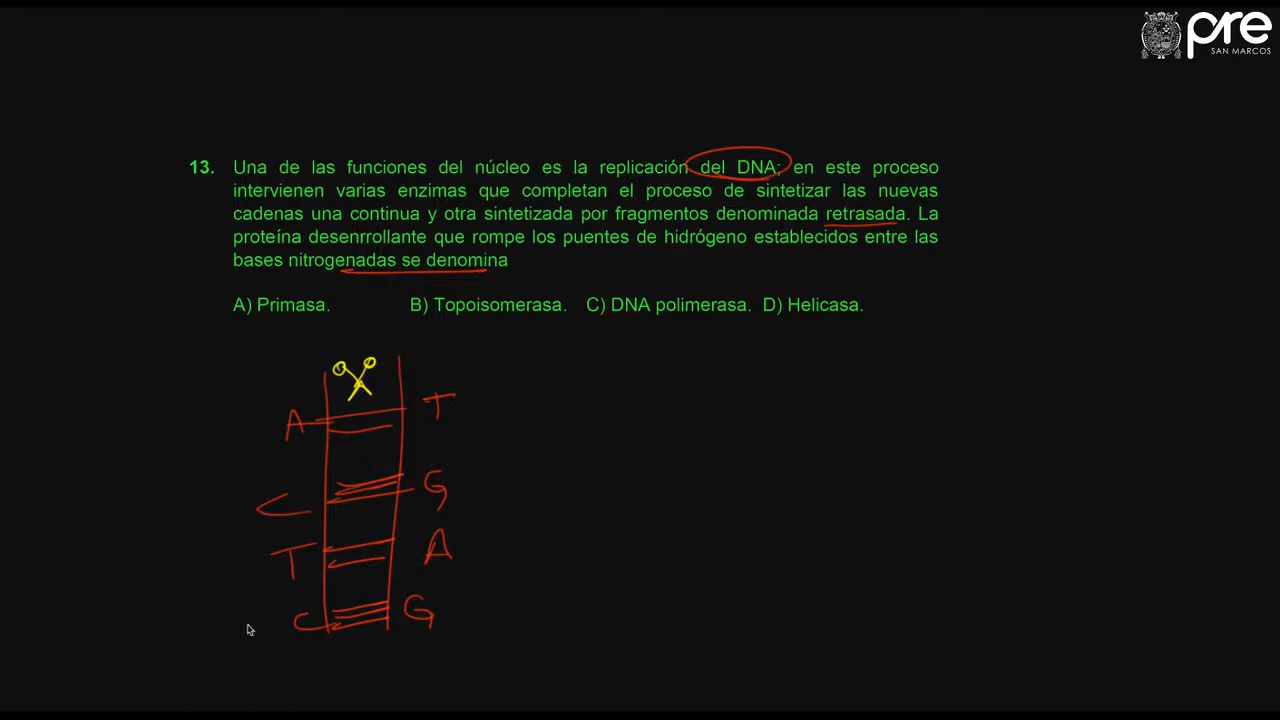 pre
SAN MARCOS
13. Una de las funciones del núcleo es la replicación del DNA; en este proceso
intervienen varias enzimas que completan el proceso de sintetizar las nuevas
cadenas una continua y otra sintetizada por fragmentos denominada retrasada. La
proteína desenrrollante que rompe los puentes de hidrógeno establecidos entre las
bases nitrogenadas se denomina
A) Primasa. B) Topoisomerasa. C) DNA polimerasa. D) Helicasa.
A T
C G
T A
C G